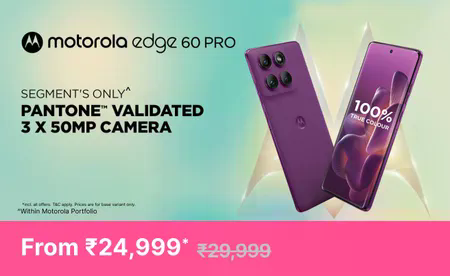 motorola edge 60 PRO
SEGMENT'S ONLY^
PANTONE™ VALIDATED
3 X 50MP CAMERA
100%
TRUE COLOUR
*incl. all offers. T&C apply. Prices are for base variant only.
^Within Motorola Portfolio
From ₹24,999* ₹29,999